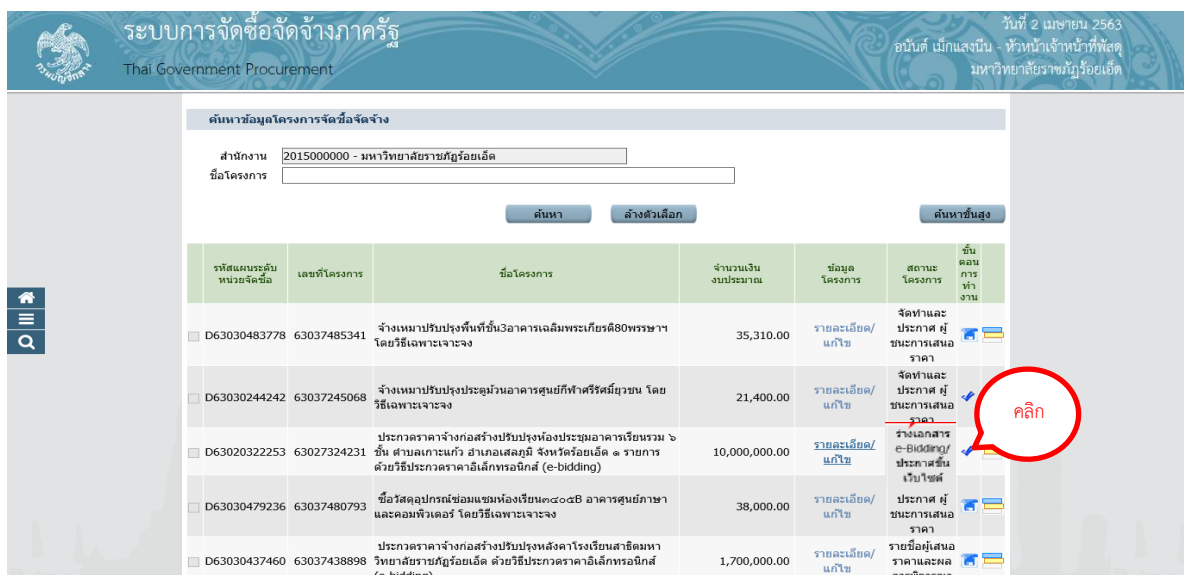 ระบบการจัดซื้อจัดจ้างภาครัฐ
Thai Government Procurement
วันที่ 2 เมษายน 2563
อนันต์ เม็กแสงนีน - หัวหน้าเจ้าหน้าที่พัสดุ
มหาวิทยาลัยราชภัฏร้อยเอ็ด
กรมบัญชีกลาง
ค้นหาข้อมูลโครงการจัดซื้อจัดจ้าง
สำนักงาน 2015000000 - มหาวิทยาลัยราชภัฏร้อยเอ็ด
ชื่อโครงการ
ค้นหา ล้างตัวเลือก ค้นหาขั้นสูง
รหัสแผนระดับ
หน่วยจัดซื้อ
เลขที่โครงการ
ชื่อโครงการ
จำนวนเงิน
งบประมาณ
ข้อมูล
โครงการ
สถานะ
โครงการ
ขั้น
ตอน
การ
ทำ
งาน
D63030483778 63037485341
จ้างเหมาปรับปรุงพื้นที่ชั้น3อาคารเฉลิมพระเกียรติ80พรรษาฯ
โดยวิธีเฉพาะเจาะจง
35,310.00
รายละเอียด/
แก้ไข
จัดทำและ
ประกาศ ผู้
ชนะการเสนอ
ราคา
D63030244242 63037245068
จ้างเหมาปรับปรุงประตูม้วนอาคารศูนย์กีฬาศรีรัศมิ์ยุวชน โดย
วิธีเฉพาะเจาะจง
21,400.00
รายละเอียด/
แก้ไข
จัดทำและ
ประกาศ ผู้
ชนะการเสนอ
ราคา
คลิก
D63020322253 63027324231
ประกวดราคาจ้างก่อสร้างปรับปรุงห้องประชุมอาคารเรียนรวม ๖
ชั้น ตำบลเกาะแก้ว อำเภอเสลภูมิ จังหวัดร้อยเอ็ด ๑ รายการ
ด้วยวิธีประกวดราคาอิเล็กทรอนิกส์ (e-bidding)
10,000,000.00
รายละเอียด/
แก้ไข
ร่างเอกสาร
e-Bidding/
ประกาศขึ้น
เว็บไซต์
D63030479236 63037480793
ซื้อวัสดุอุปกรณ์ซ่อมแซมห้องเรียน๓๔๐๔B อาคารศูนย์ภาษา
และคอมพิวเตอร์ โดยวิธีเฉพาะเจาะจง
38,000.00
รายละเอียด/
แก้ไข
ประกาศ ผู้
ชนะการเสนอ
ราคา
D63030437460 63037438898
ประกวดราคาจ้างก่อสร้างปรับปรุงหลังคาโรงเรียนสาธิตมหา
วิทยาลัยราชภัฏร้อยเอ็ด ด้วยวิธีประกวดราคาอิเล็กทรอนิกส์
(e-bidding)
1,700,000.00
รายละเอียด/
แก้ไข
รายชื่อผู้เสนอ
ราคาและผล